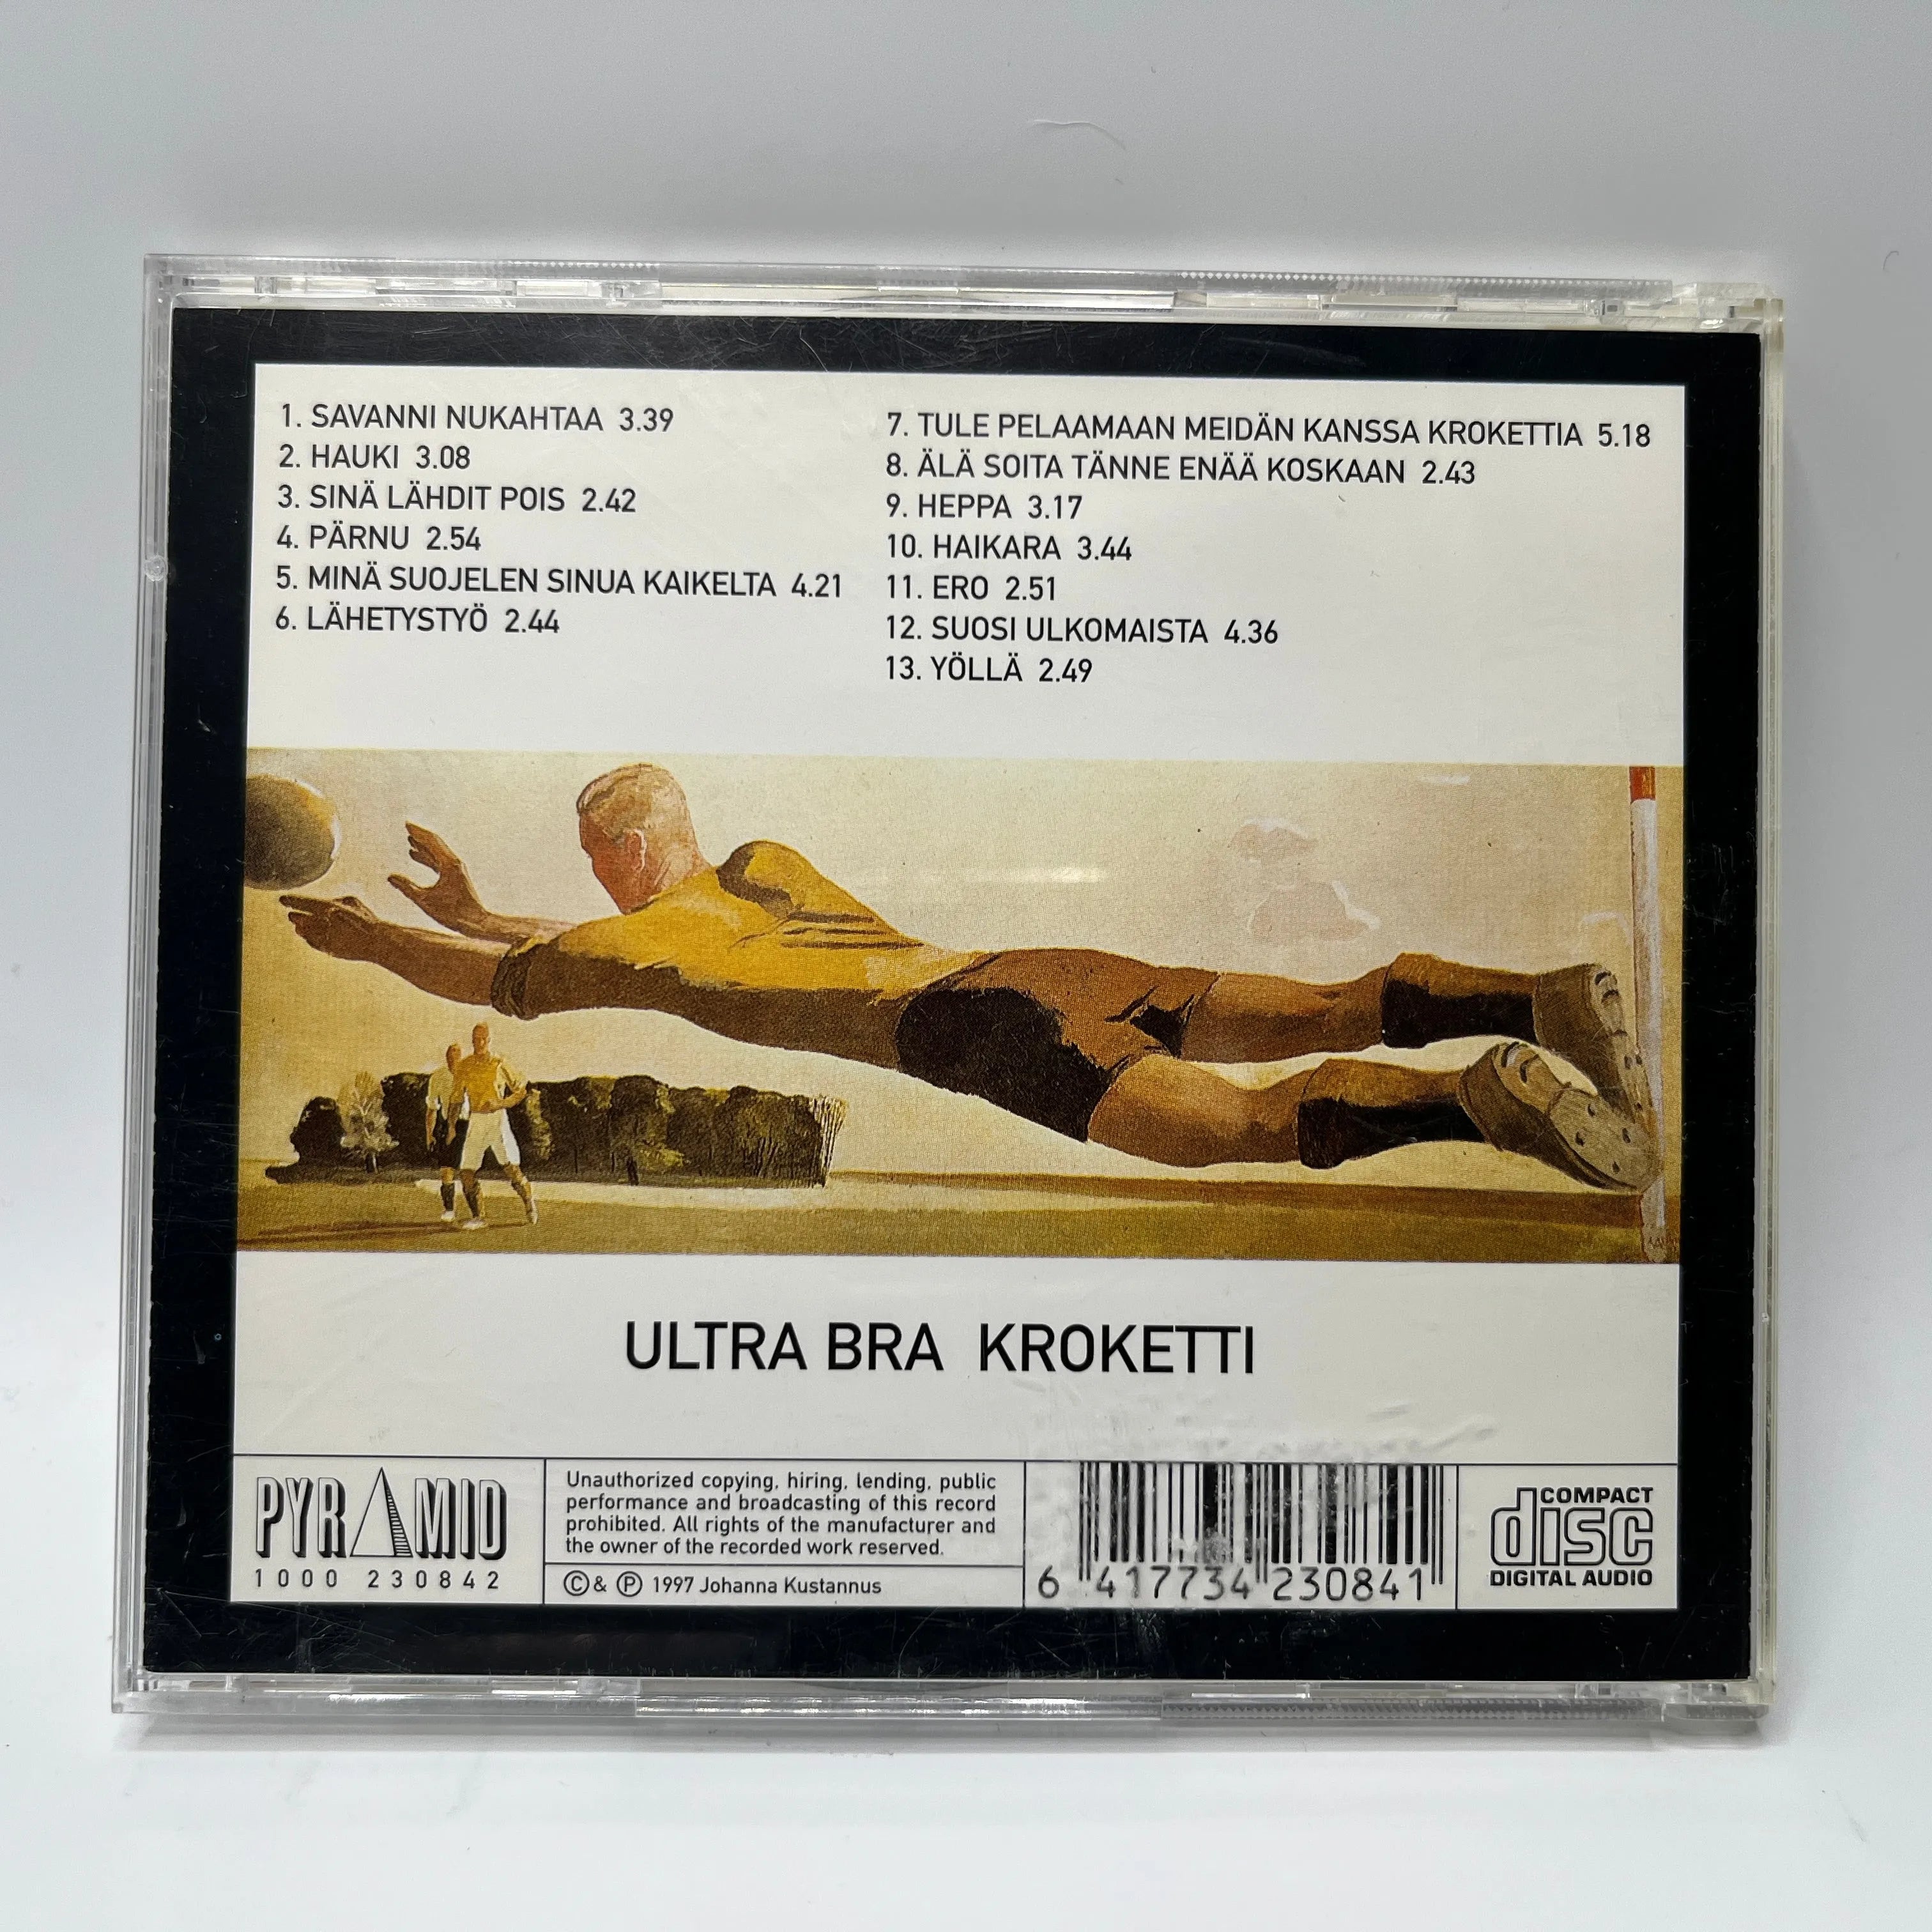 1. SAVANNI NUKAHTAA 3.39
2. HAUKI 3.08
3. SINÄ LÄHDIT POIS 2.42
4. PÄRNU 2.54
5. MINÄ SUOJELEN SINUA KAIKELTA 4.21
6. LÄHETYSTYÖ 2.44
7. TULE PELAAMAAN MEIDÄN KANSSA KROKETTIA 5.18
8. ÄLÄ SOITA TÄNNE ENÄÄ KOSKAAN 2.43
9. HEPPA 3.17
10. HAIKARA 3.44
11. ERO 2.51
12. SUOSI ULKOMAISTA 4.36
13. YÖLLÄ 2.49
ULTRA BRA KROKETTI
PYRAMID
1000 230842
Unauthorized copying, hiring, lending, public
performance and broadcasting of this record
prohibited. All rights of the manufacturer and
the owner of the recorded work reserved.
© & ℗ 1997 Johanna Kustannus
6 417734 230841
COMPACT
disc
DIGITAL AUDIO